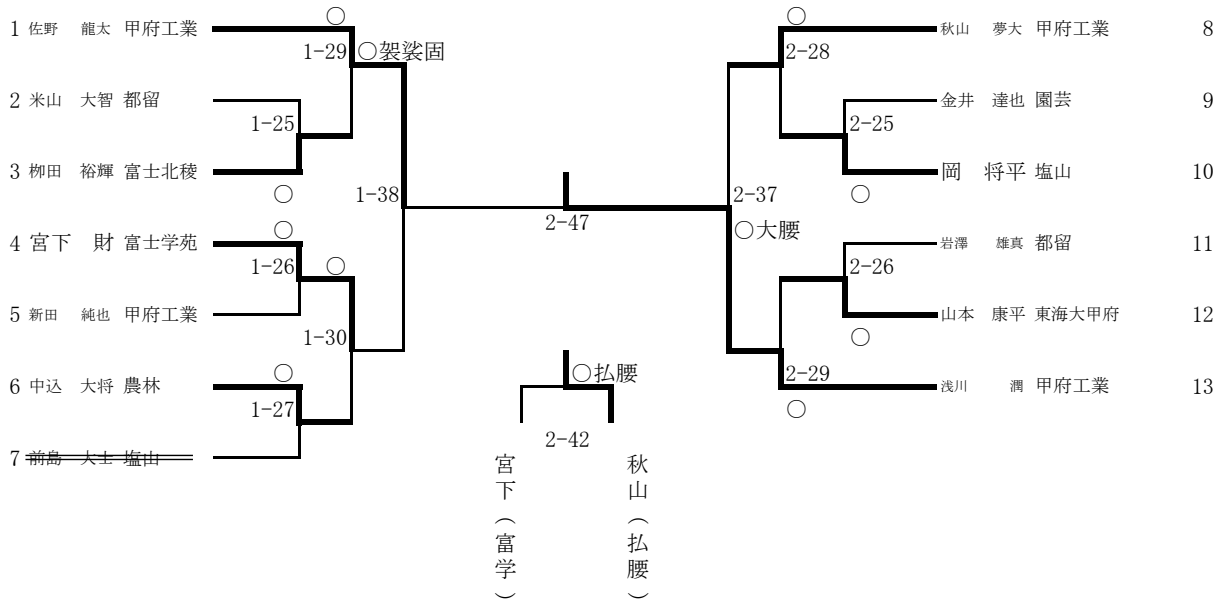 ○
○
1 佐野 龍太 甲府工業
秋山 夢大 甲府工業 8
1-29 ○袈裟固
2-28
2 米山 大智 都留
金井 達也 園芸 9
1-25
2-25
3 栁田 裕輝 富士北稜
岡 将平 塩山 10
○
1-38
2-37
○
○
2-47
○大腰
4 宮下 財 富士学苑
岩澤 雄真 都留 11
1-26
○
2-26
5 新田 純也 甲府工業
山本 康平 東海大甲府 12
1-30
○
○
○払腰
2-29
6 中込 大将 農林
浅川 潤 甲府工業 13
1-27
○
2-42
7 前島 大士 塩山
宮下（富学）
秋山（払腰）